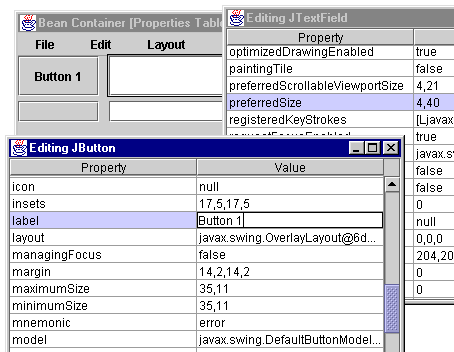 Bean Container [Properties Table
File Edit Layout
Button 1
Editing JTextField
Property
optimizedDrawingEnabled true
paintingTile false
preferredScrollableViewportSize 4,21
preferredSize 4,40
registeredKeyStrokes [Ljavax.
requestFocusEnabled true
javax.s
false
false
0
null
0,0,0
204,20
0
0
Editing JButton
Property Value
icon null
insets 17,5,17,5
label Button 1
layout javax.swing.OverlayLayout@6d...
managingFocus false
margin 14,2,14,2
maximumSize 35,11
minimumSize 35,11
mnemonic error
model javax.swing.DefaultButtonModel...